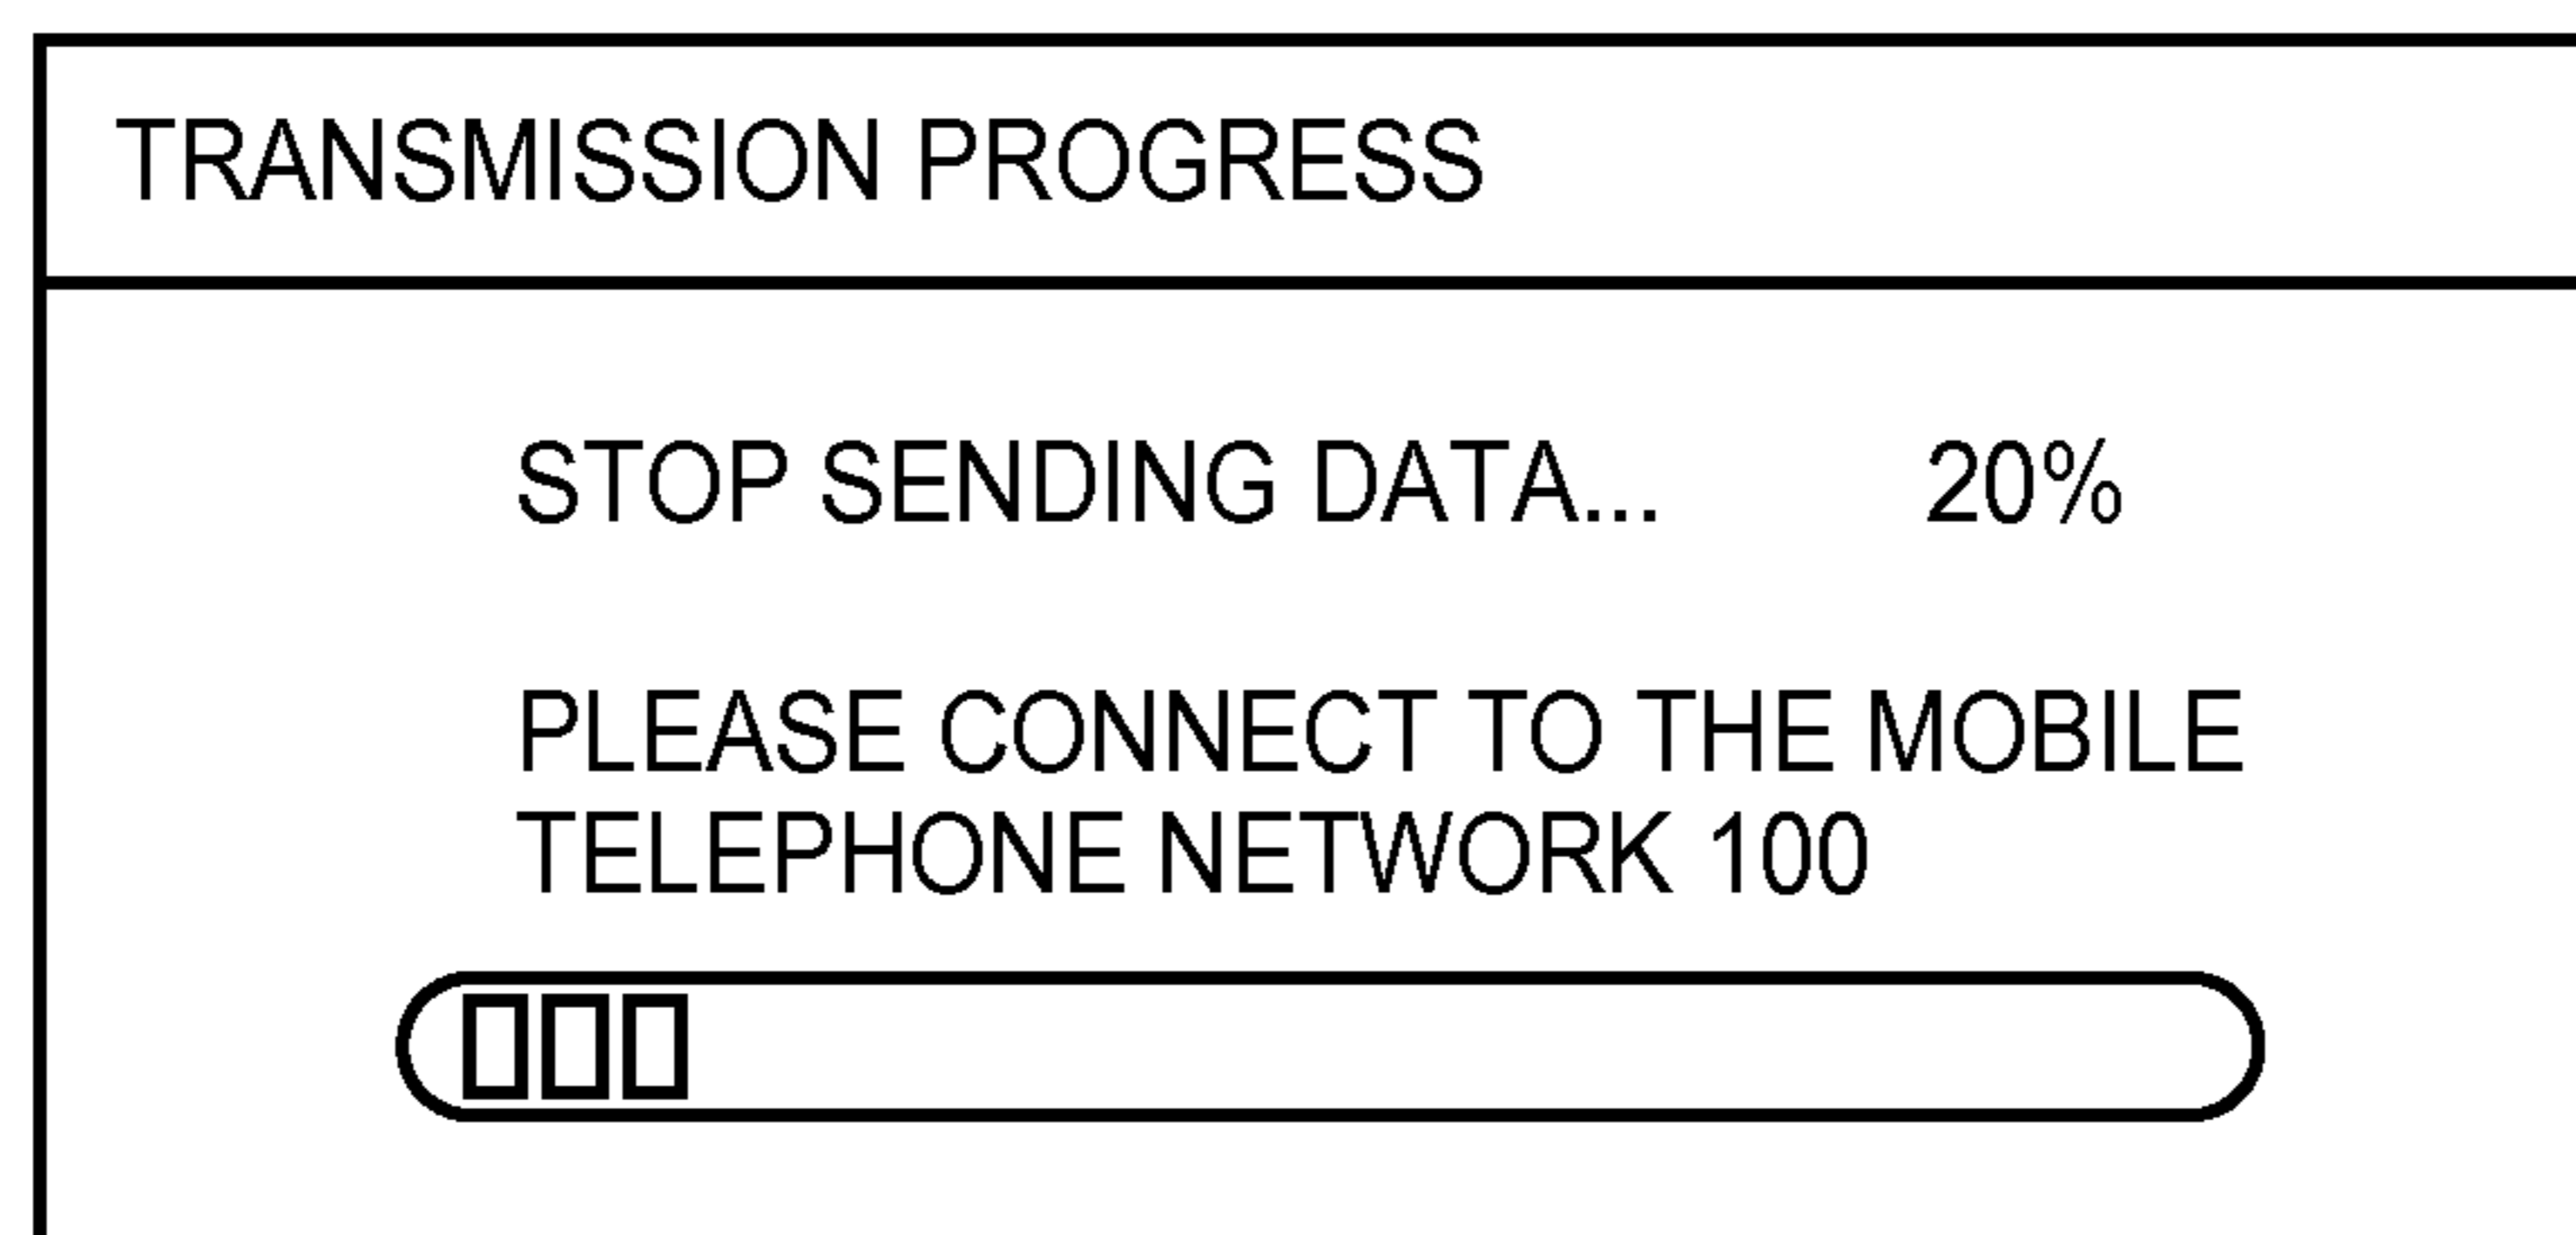 TRANSMISSION PROGRESS
STOP SENDING DATA... 20%
PLEASE CONNECT TO THE MOBILE
TELEPHONE NETWORK 100